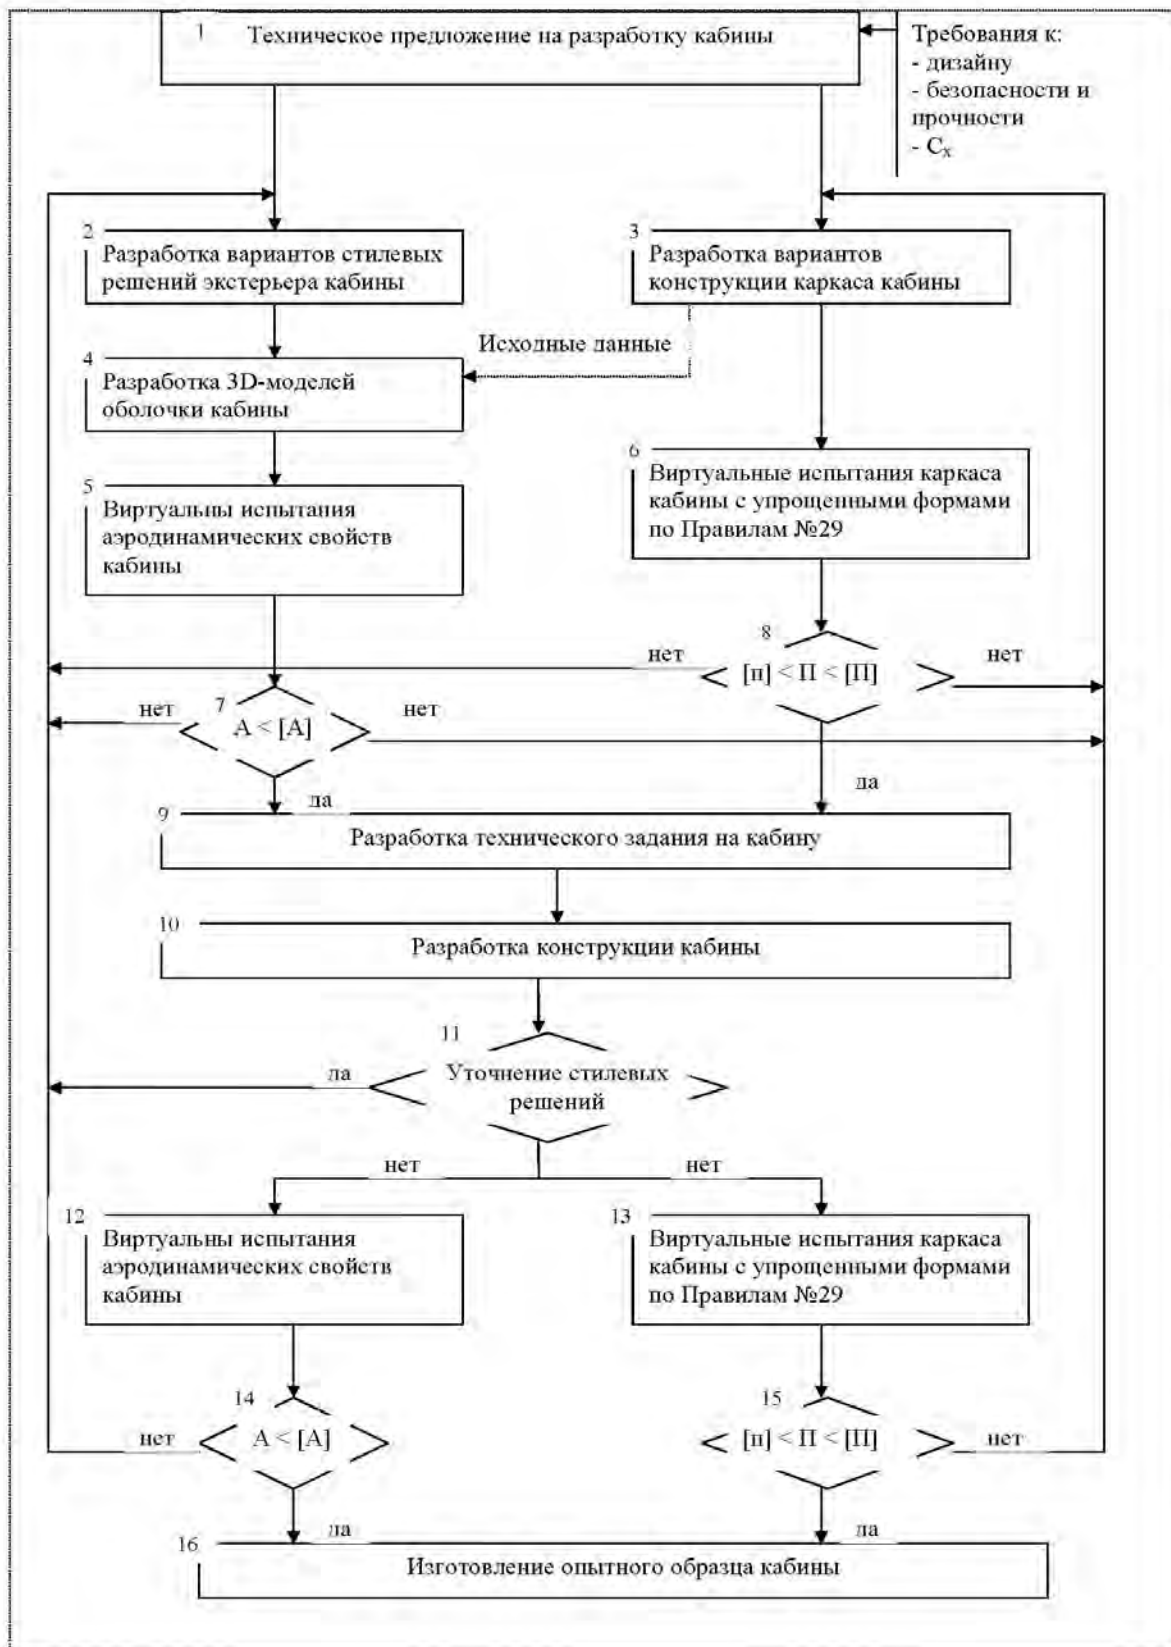 1
Техническое предложение на разработку кабины
Требования к:
- дизайну
- безопасности и
прочности
- Cx
2
Разработка вариантов стилевых
решений экстерьера кабины
3
Разработка вариантов
конструкции каркаса кабины
Исходные данные
4
Разработка 3D-моделей
оболочки кабины
5
Виртуальны испытания
аэродинамических свойств
кабины
6
Виртуальные испытания каркаса
кабины с упрощенными формами
по Правилам №29
8
нет
[п] < П < [П]
нет
7
нет
А < [А]
нет
да
да
9
Разработка технического задания на кабину
10
Разработка конструкции кабины
11
да
Уточнение стилевых
решений
нет
нет
12
Виртуальны испытания
аэродинамических свойств
кабины
13
Виртуальные испытания каркаса
кабины с упрощенными формами
по Правилам №29
14
нет
А < [А]
15
[п] < П < [П]
нет
да
да
16
Изготовление опытного образца кабины